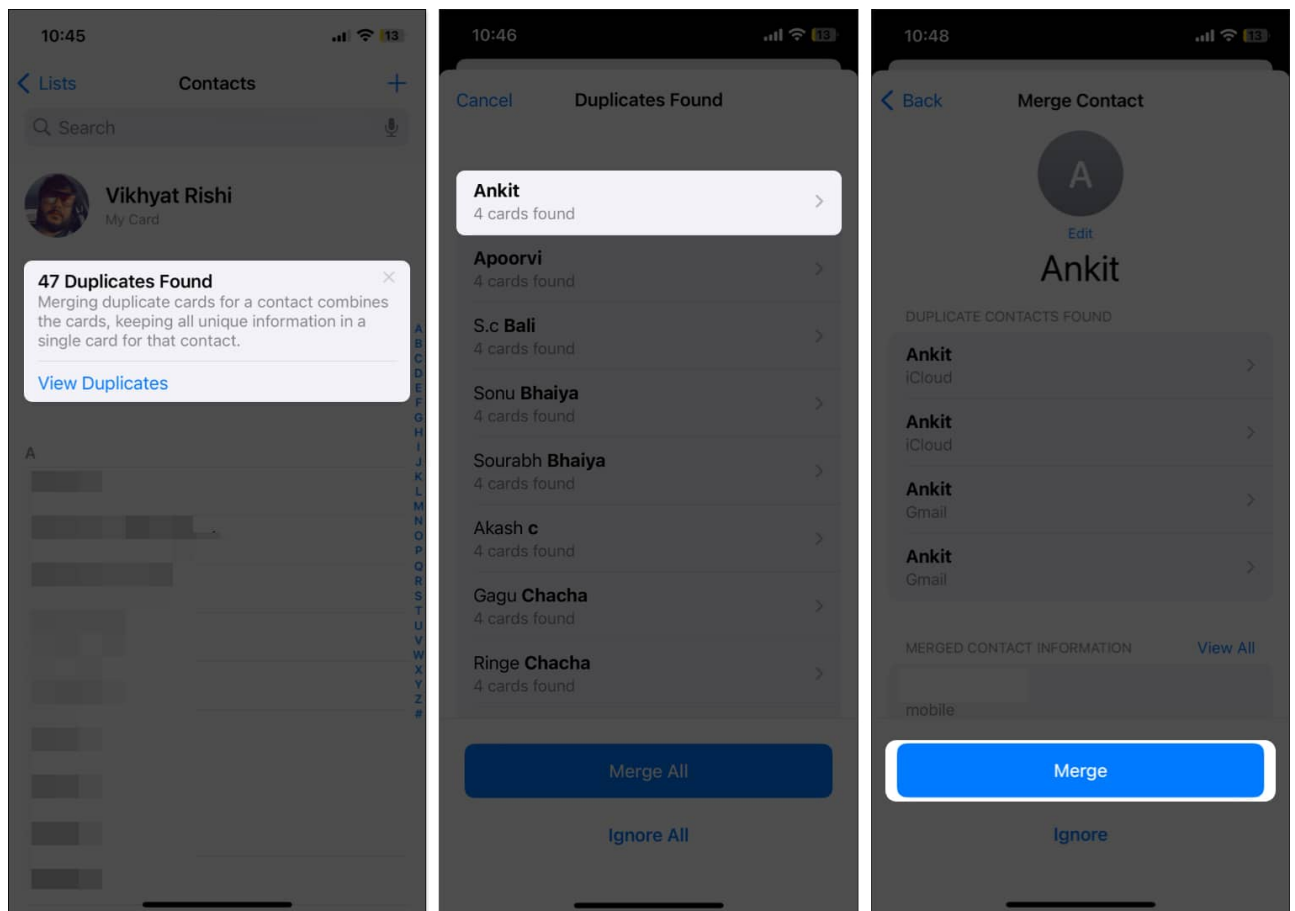 10:45
13
Lists
Contacts
Search
Vikhyat Rishi
My Card
47 Duplicates Found
Merging duplicate cards for a contact combines
the cards, keeping all unique information in a
single card for that contact.
View Duplicates
A
A
B
C
D
E
F
G
H
I
J
K
L
M
N
O
P
Q
R
S
T
U
V
W
X
Y
Z
#
10:46
13
Cancel
Duplicates Found
Ankit
4 cards found
Apoorvi
4 cards found
S.c Bali
4 cards found
Sonu Bhaiya
4 cards found
Sourabh Bhaiya
4 cards found
Akash c
4 cards found
Gagu Chacha
4 cards found
Ringe Chacha
4 cards found
Merge All
Ignore All
10:48
13
Back
Merge Contact
A
Edit
Ankit
DUPLICATE CONTACTS FOUND
Ankit
iCloud
Ankit
iCloud
Ankit
Gmail
Ankit
Gmail
MERGED CONTACT INFORMATION View All
mobile
Merge
Ignore